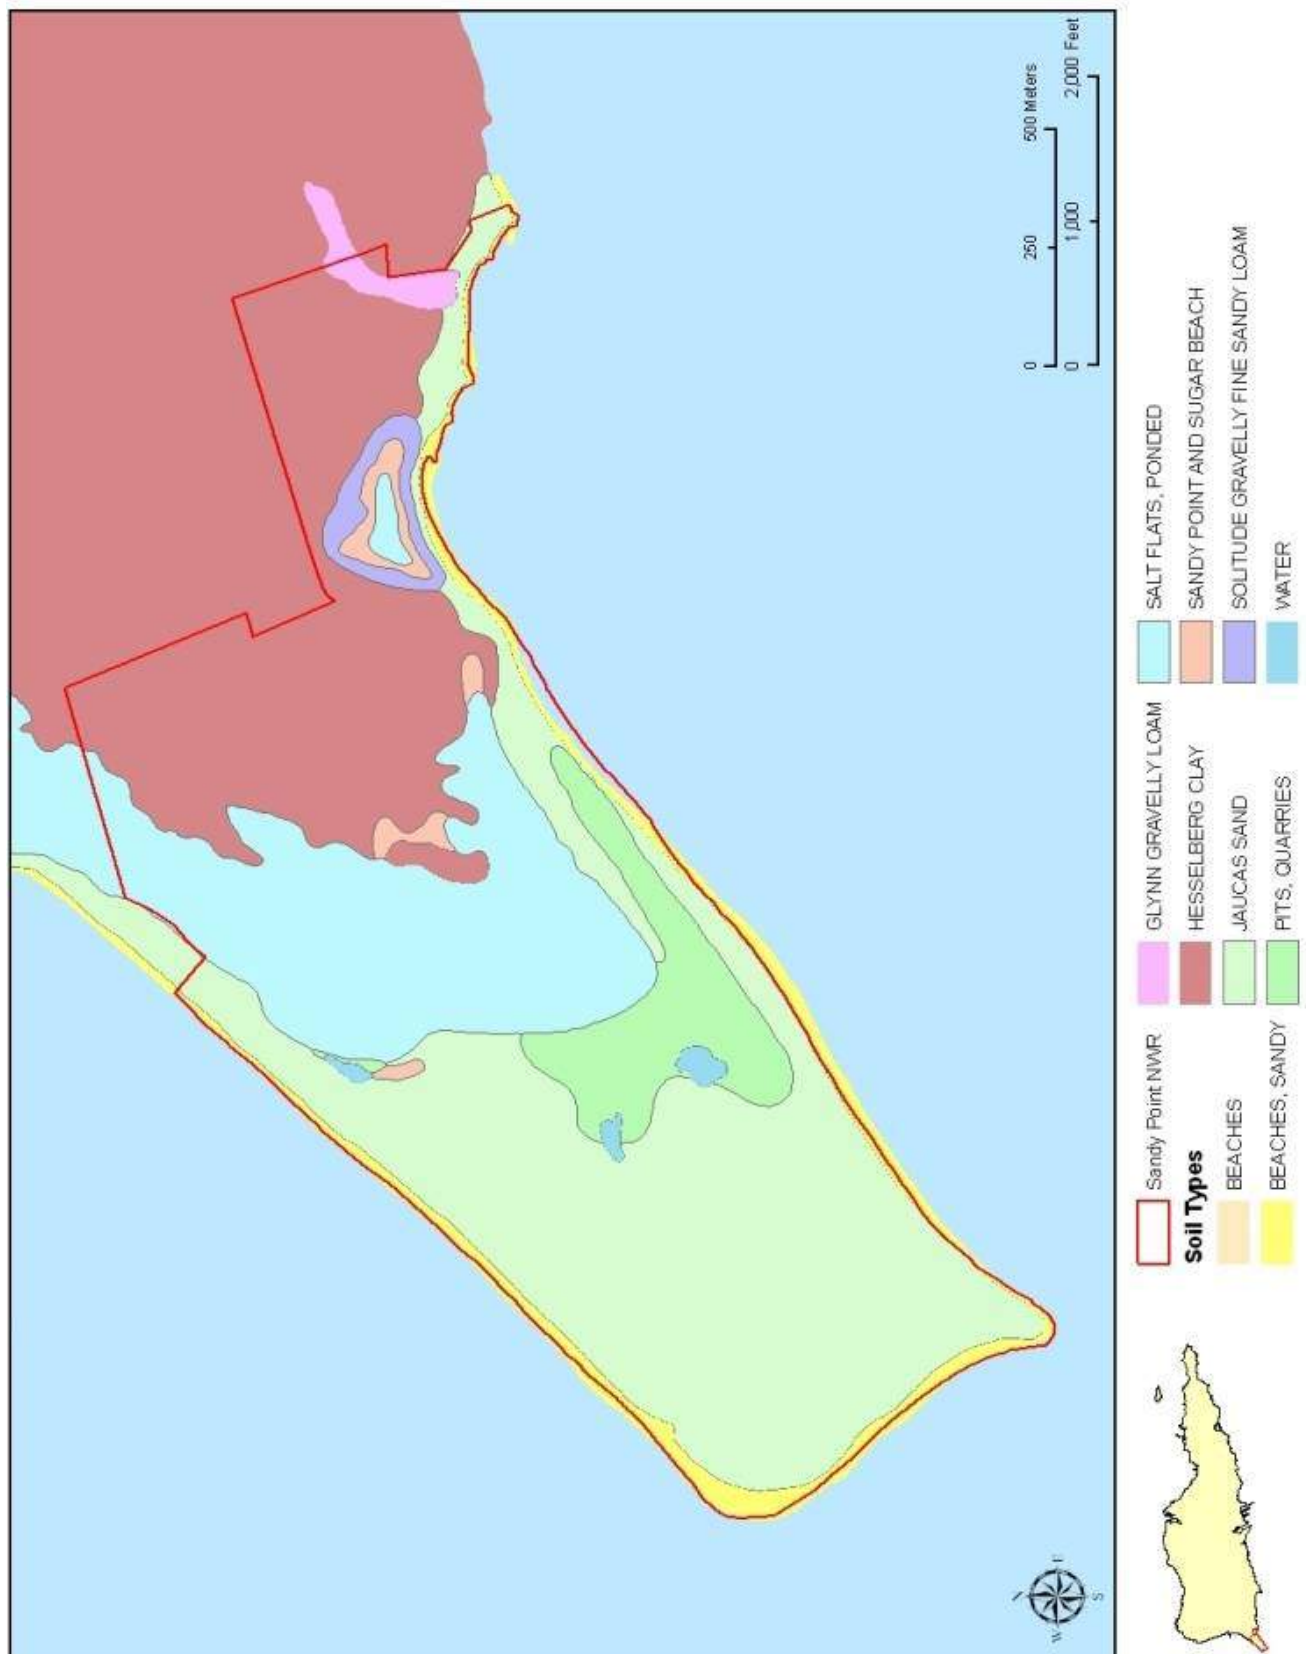 500 Meters
250
0
2,000 Feet
1,000
0
N
W
E
S
Sandy Point NWR
Soil Types
BEACHES
BEACHES, SANDY
GLYNN GRAVELLY LOAM
HESSELBERG CLAY
JAUCAS SAND
PITS, QUARRIES
SALT FLATS, PONDED
SANDY POINT AND SUGAR BEACH
SOLITUDE GRAVELLY FINE SANDY LOAM
WATER